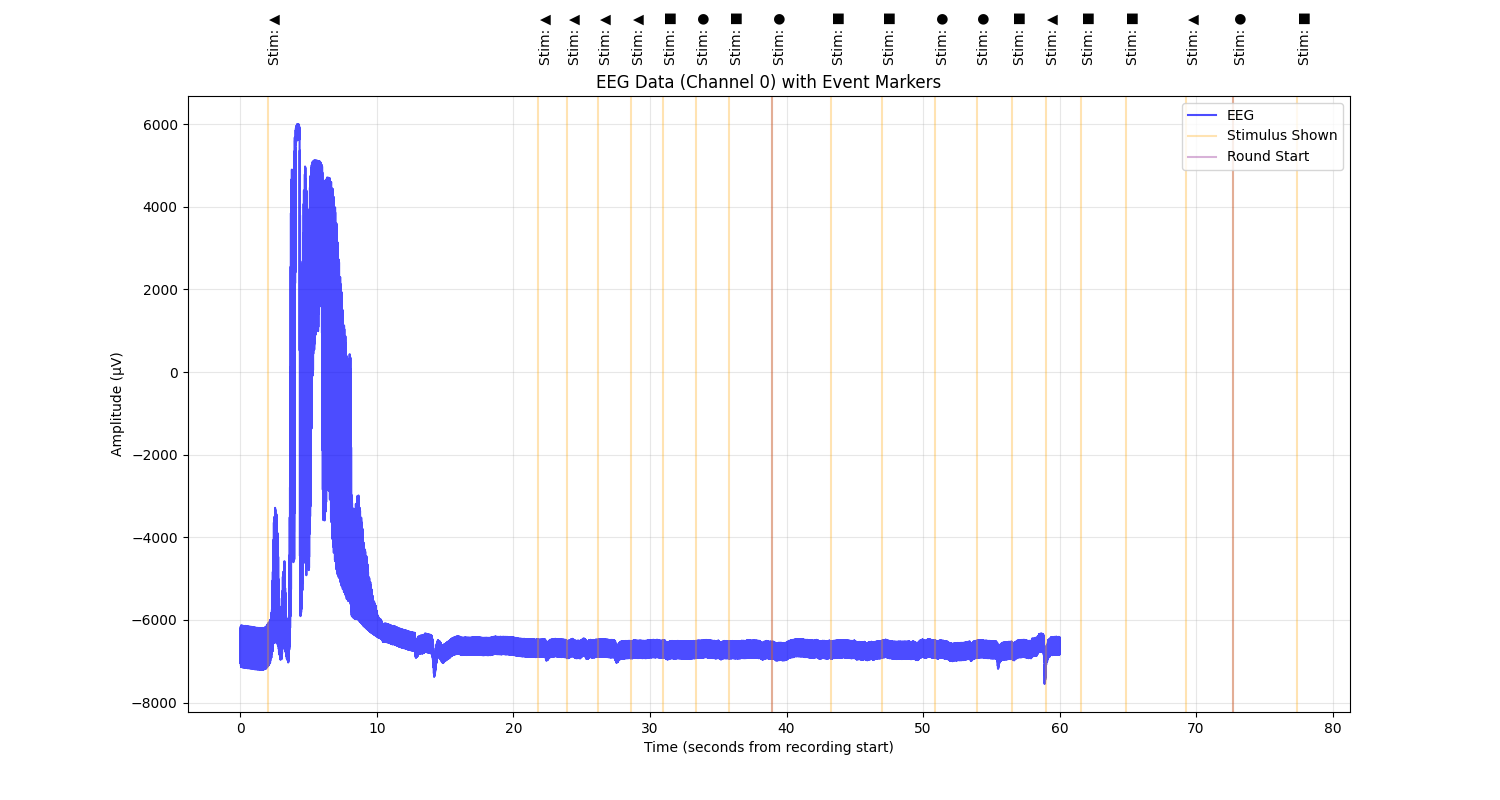 Stim: ▲ Stim: ▲ Stim: ▲ Stim: ▲ Stim: ▲ Stim: ■ Stim: ● Stim: ■ Stim: ● Stim: ■ Stim: ■ Stim: ● Stim: ● Stim: ■ Stim: ▲ Stim: ■ Stim: ■ Stim: ▲ Stim: ● Stim: ■
EEG Data (Channel 0) with Event Markers
EEG
Stimulus Shown
Round Start
Amplitude (μV)
6000
4000
2000
0
−2000
−4000
−6000
−8000
0 10 20 30 40 50 60 70 80
Time (seconds from recording start)